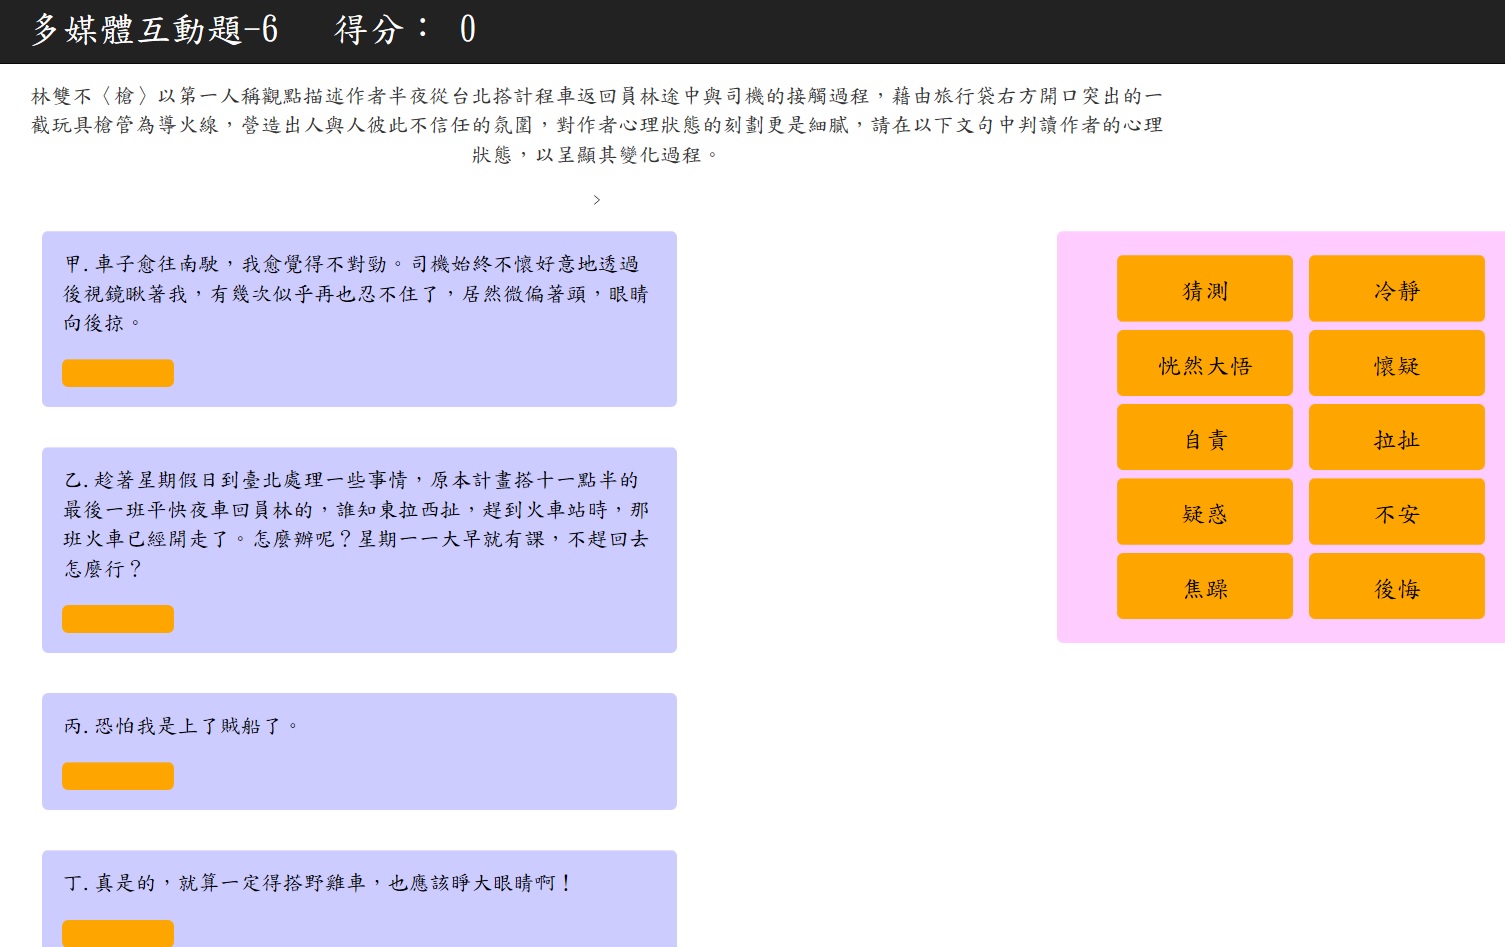 多媒體互動題-6 得分： 0
林雙不〈槍〉以第一人稱觀點描述作者半夜從台北搭計程車返回員林途中與司機的接觸過程，藉由旅行袋右方開口突出的一
截玩具槍管為導火線，營造出人與人彼此不信任的氛圍，對作者心理狀態的刻劃更是細膩，請在以下文句中判讀作者的心理
狀態，以呈顯其變化過程。
>
甲.車子愈往南駛，我愈覺得不對勁。司機始終不懷好意地透過
後視鏡瞅著我，有幾次似乎再也忍不住了，居然微偏著頭，眼睛
向後掠。
乙.趁著星期假日到臺北處理一些事情，原本計畫搭十一點半的
最後一班平快夜車回員林的，誰知東拉西扯，趕到火車站時，那
班火車已經開走了。怎麼辦呢？星期一一大早就有課，不趕回去
怎麼行？
丙.恐怕我是上了賊船了。
丁.真是的，就算一定得搭野雞車，也應該睜大眼睛啊！
猜測 冷靜
恍然大悟 懷疑
自責 拉扯
疑惑 不安
焦躁 後悔